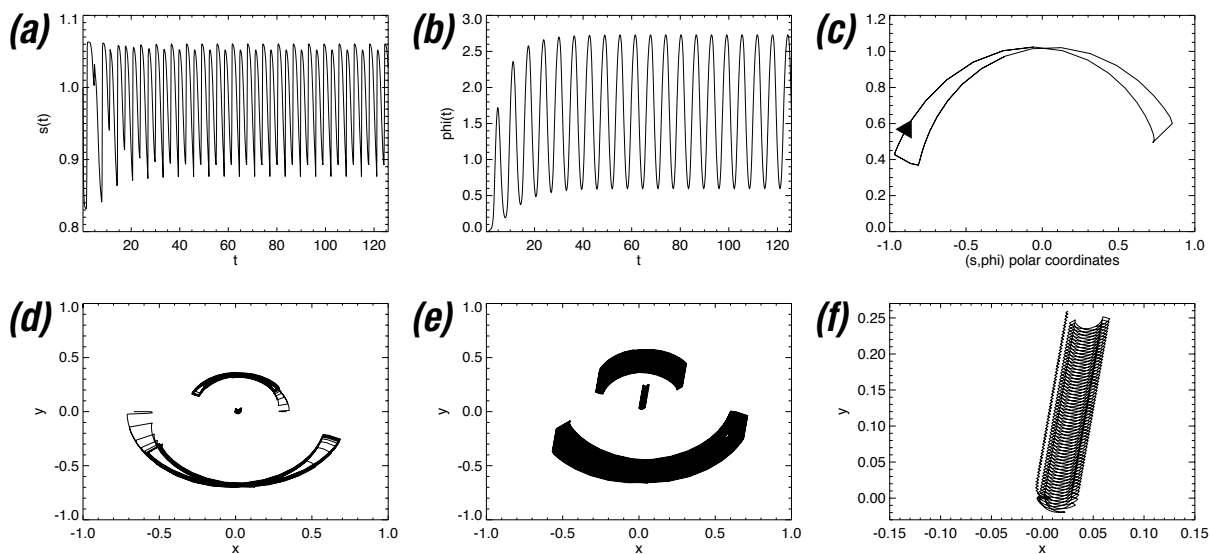 (a)
1.1
1.0
0.9
0.8
s(t)
20 40 60 80 100 120
t
(b)
3.0
2.5
2.0
1.5
1.0
0.5
0.0
phi(t)
20 40 60 80 100 120
t
(c)
1.2
1.0
0.8
0.6
0.4
0.2
0.0
-1.0 -0.5 0.0 0.5 1.0
(s,phi) polar coordinates
(d)
1.0
0.5
0.0
-0.5
-1.0
y
-1.0 -0.5 0.0 0.5 1.0
x
(e)
1.0
0.5
0.0
-0.5
-1.0
y
-1.0 -0.5 0.0 0.5 1.0
x
(f)
0.25
0.20
0.15
0.10
0.05
0.00
y
-0.15 -0.10 -0.05 -0.00 0.05 0.10 0.15
x